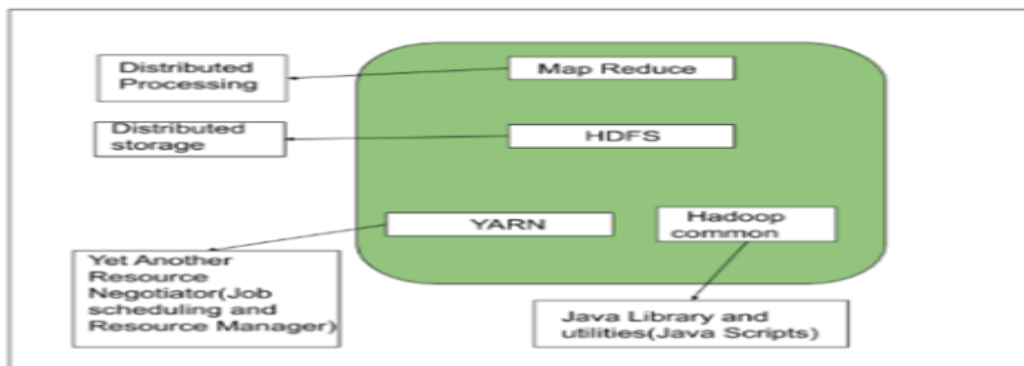 Distributed
Processing
Map Reduce
Distributed
storage
HDFS
YARN
Hadoop
common
Yet Another
Resource
Negotiator(Job
scheduling and
Resource Manager)
Java Library and
utilities(Java Scripts)